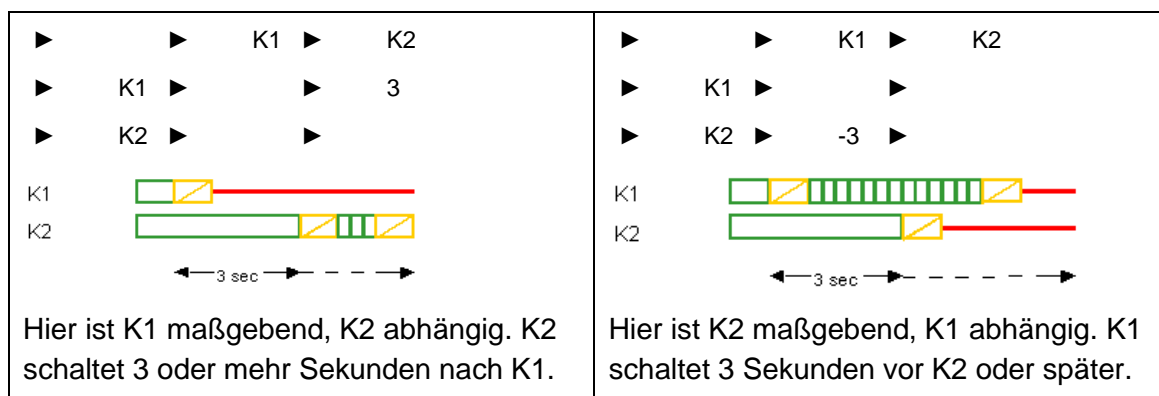 ► ► K1 ► K2
► K1 ► ► 3
► K2 ► ►
K1
K2
3 sec
Hier ist K1 maßgebend, K2 abhängig. K2
schaltet 3 oder mehr Sekunden nach K1.
► ► K1 ► K2
► K1 ► ►
► K2 ► -3 ►
K1
K2
3 sec
Hier ist K2 maßgebend, K1 abhängig. K1
schaltet 3 Sekunden vor K2 oder später.